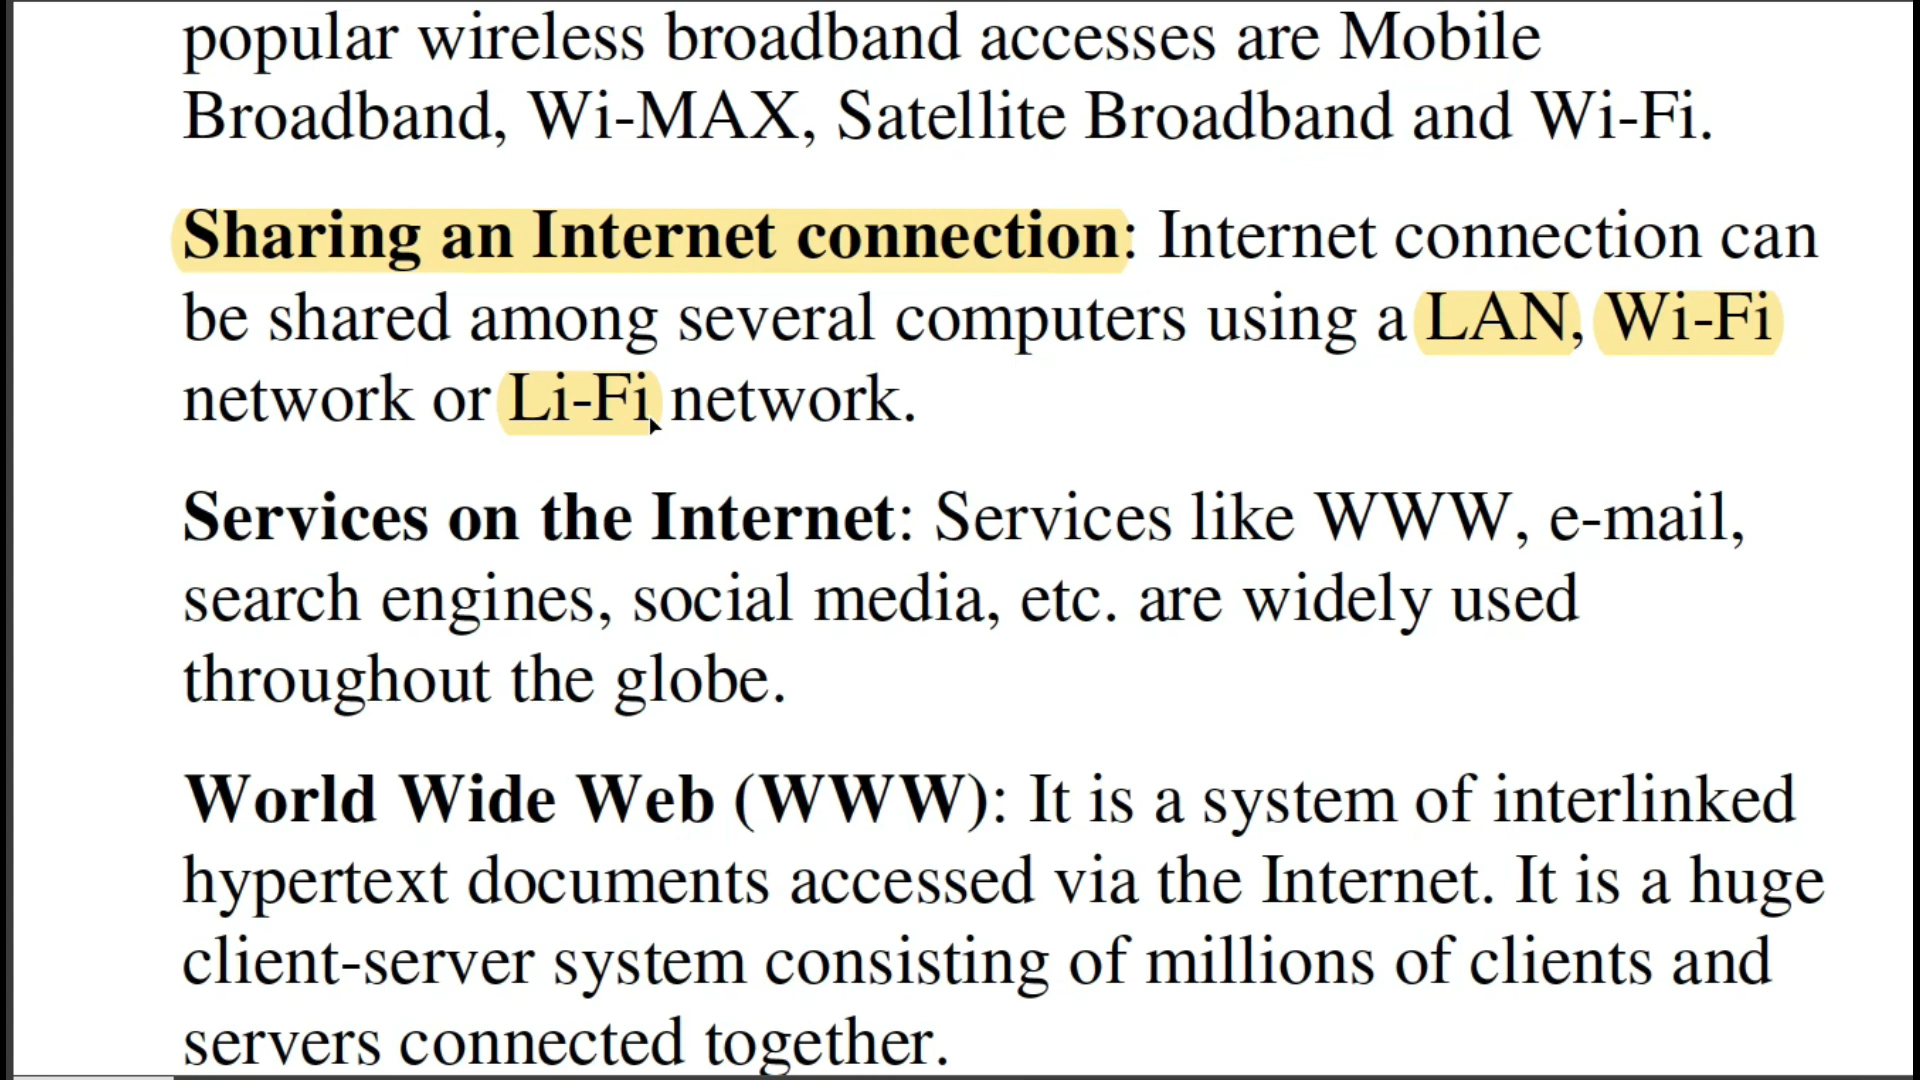 popular wireless broadband accesses are Mobile
Broadband, Wi-MAX, Satellite Broadband and Wi-Fi.
Sharing an Internet connection: Internet connection can
be shared among several computers using a LAN, Wi-Fi
network or Li-Fi network.
Services on the Internet: Services like WWW, e-mail,
search engines, social media, etc. are widely used
throughout the globe.
World Wide Web (WWW): It is a system of interlinked
hypertext documents accessed via the Internet. It is a huge
client-server system consisting of millions of clients and
servers connected together.